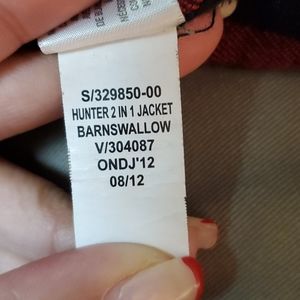 S/329850-00
HUNTER 2 IN 1 JACKET
BARNSWALLOW
V/304087
ONDJ'12
08/12